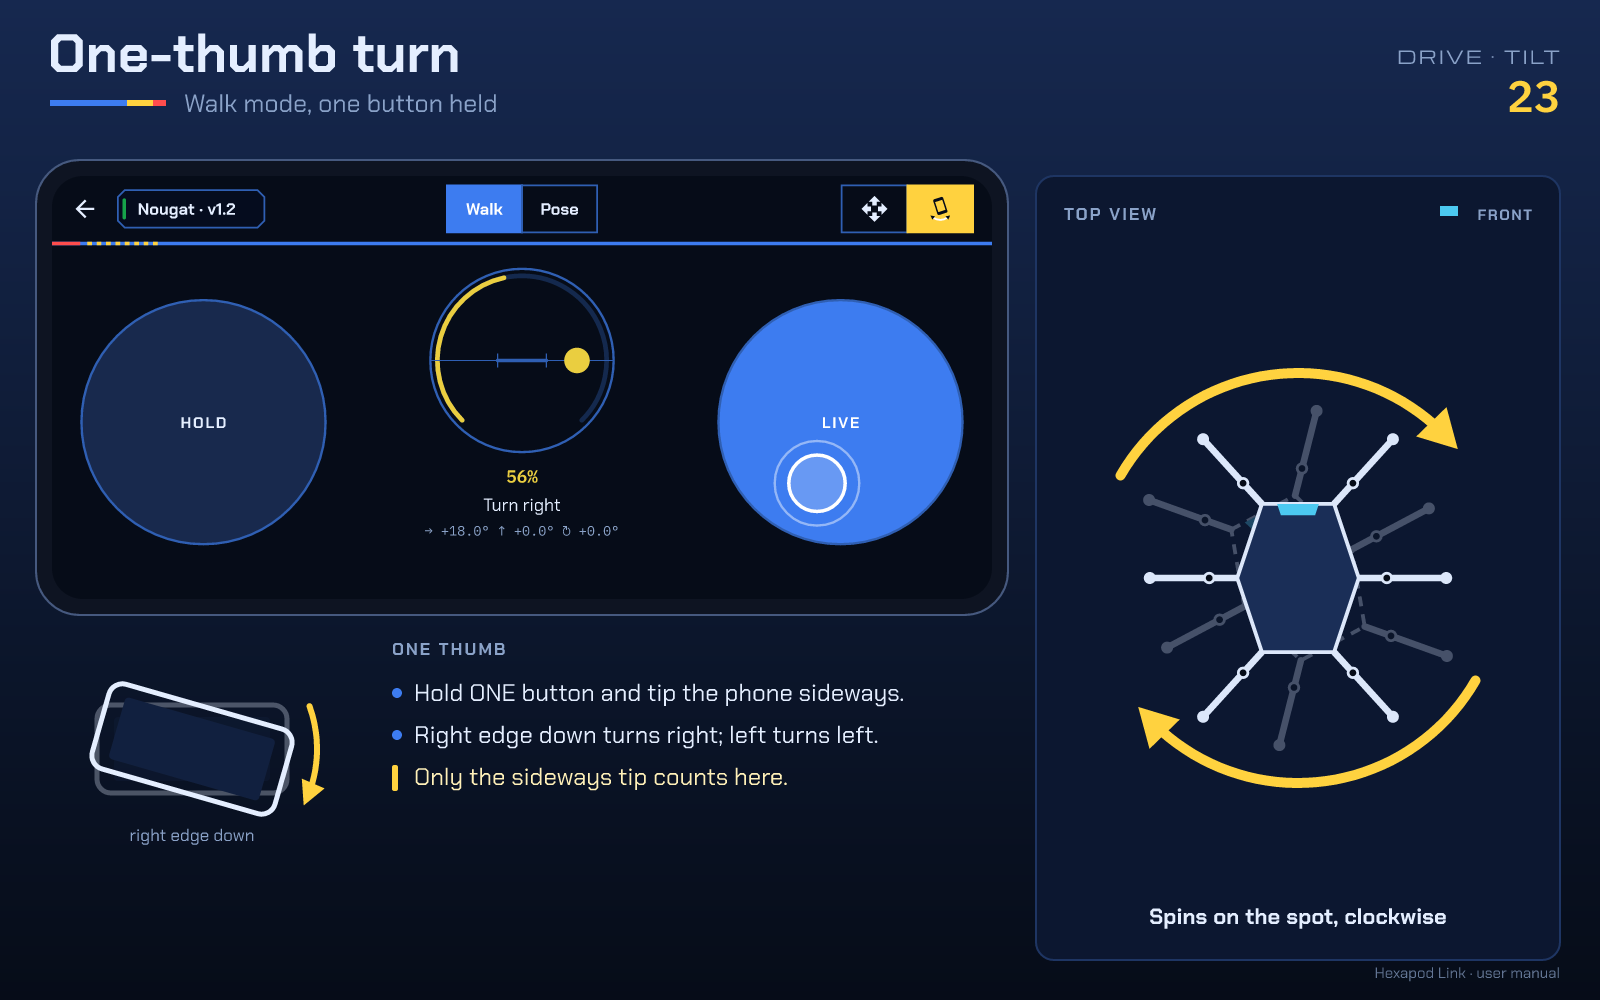 One-thumb turn
Walk mode, one button held
DRIVE · TILT
23
Nougat · v1.2
Walk
Pose
HOLD
56%
Turn right
→ +18.0° ↑ +0.0° ↻ +0.0°
LIVE
TOP VIEW
FRONT
Spins on the spot, clockwise
ONE THUMB
Hold ONE button and tip the phone sideways.
Right edge down turns right; left turns left.
Only the sideways tip counts here.
right edge down
Hexapod Link · user manual